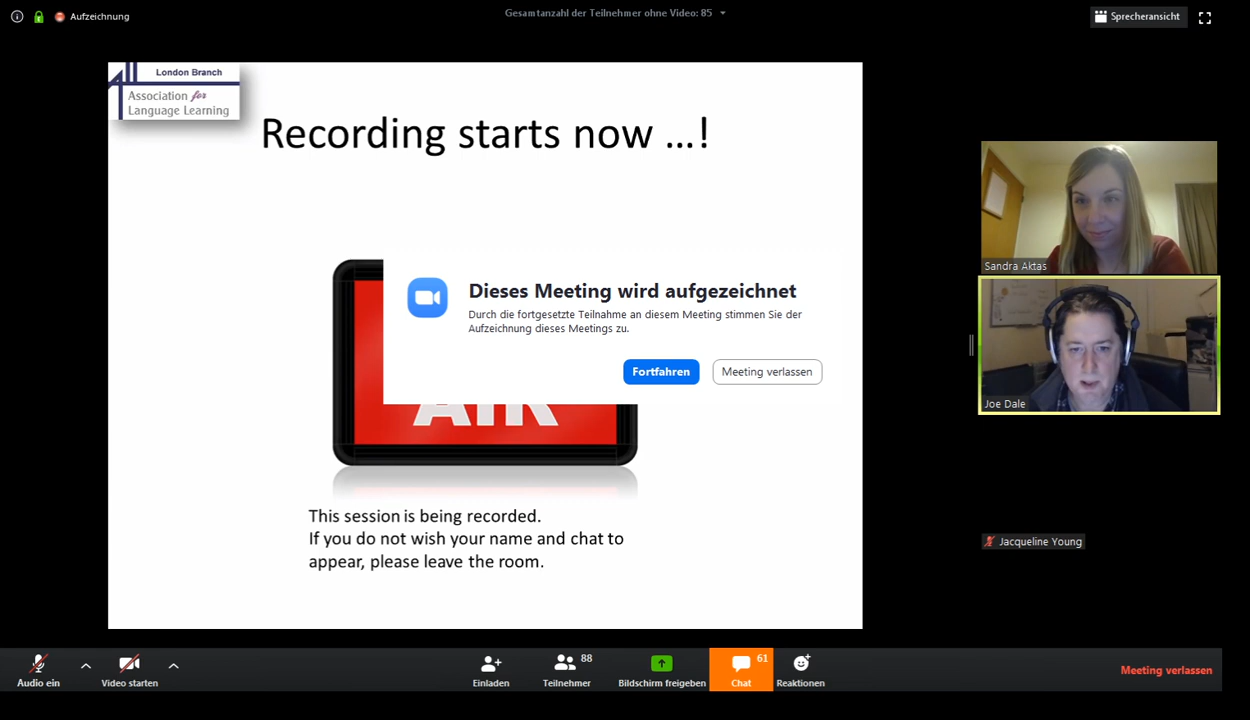 Aufzeichnung
Gesamtanzahl der Teilnehmer ohne Video: 85
Sprecheransicht
London Branch
Association for
Language Learning
Recording starts now ...!
Dieses Meeting wird aufgezeichnet
Durch die fortgesetzte Teilnahme an diesem Meeting stimmen Sie der
Aufzeichnung dieses Meetings zu.
Fortfahren
Meeting verlassen
AIR
This session is being recorded.
If you do not wish your name and chat to
appear, please leave the room.
Sandra Aktas
Joe Dale
Jacqueline Young
Audio ein
Video starten
Einladen
88
Teilnehmer
Bildschirm freigeben
61
Chat
Reaktionen
Meeting verlassen